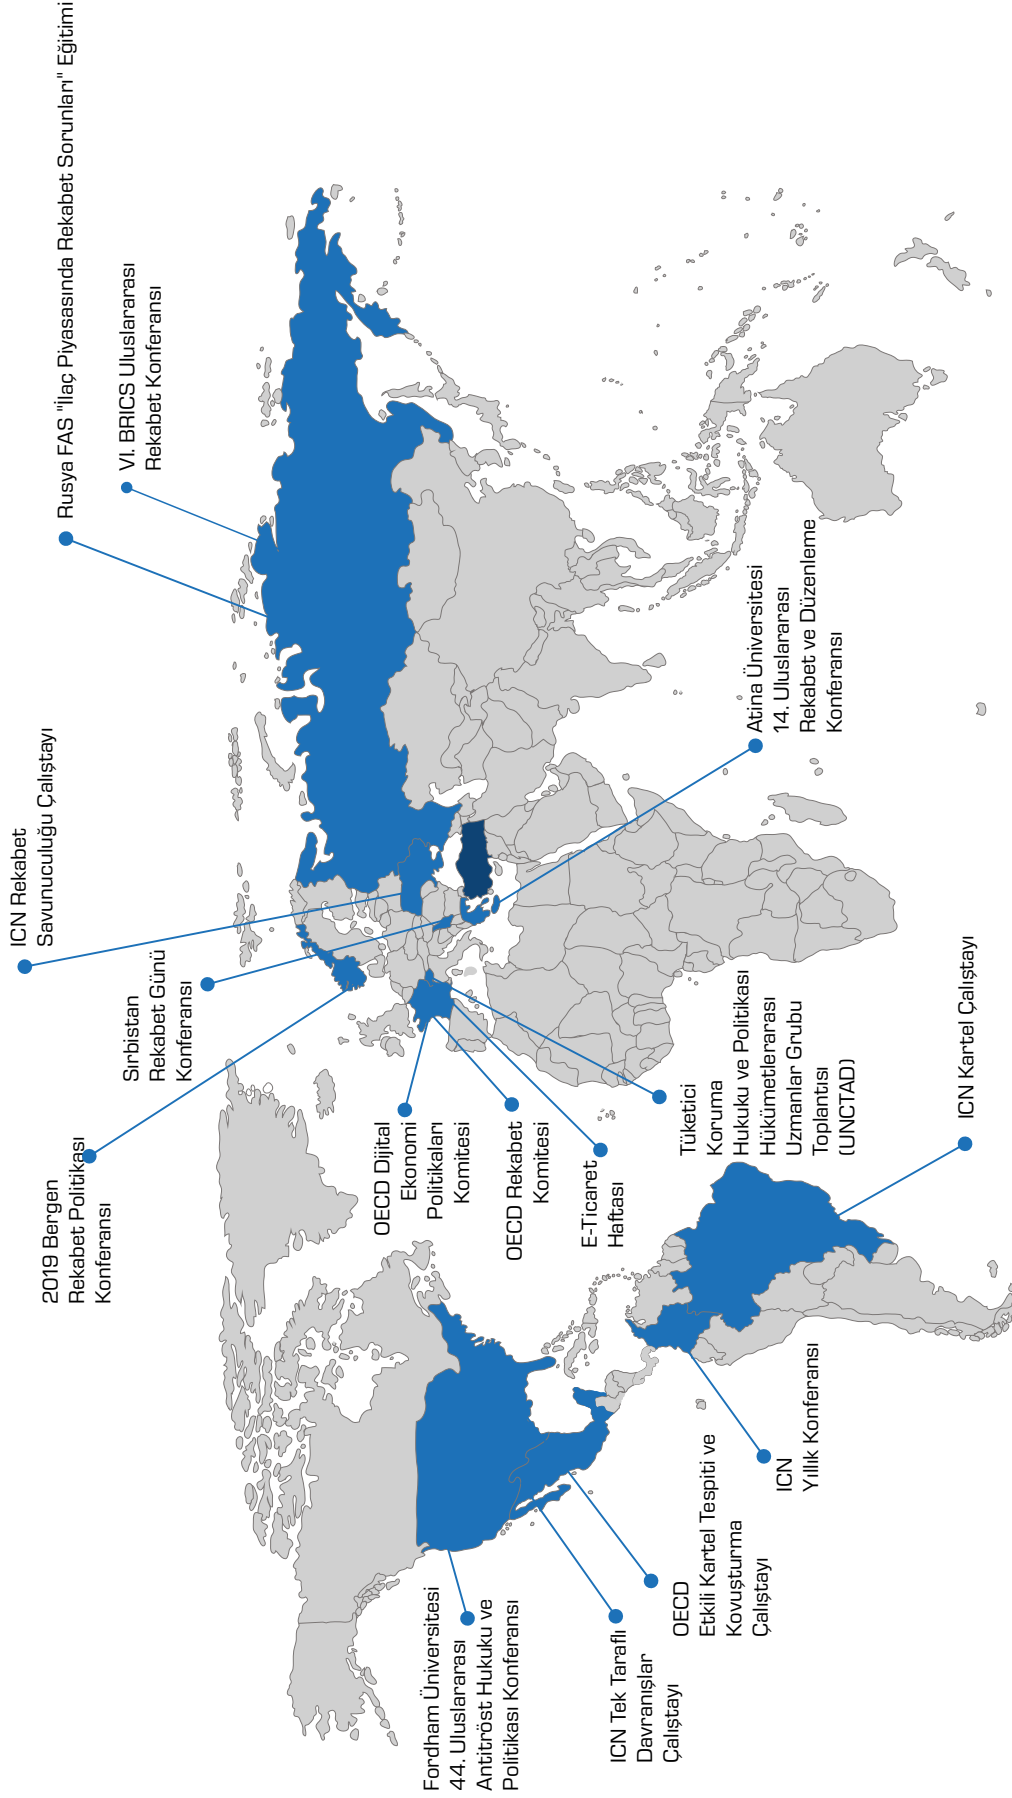 Rusya FAS "İlaç Piyasasında Rekabet Sorunları" Eğitimi
VI. BRICS Uluslararası
Rekabet Konferansı
ICN Rekabet
Savunuculuğu Çalıştayı
Sırbistan
Rekabet Günü
Konferansı
2019 Bergen
Rekabet Politikası
Konferansı
OECD Dijital
Ekonomi
Politikaları
Komitesi
OECD Rekabet
Komitesi
E-Ticaret
Haftası
Tüketici
Koruma
Hukuku ve Politikası
Hükümetlerarası
Uzmanlar Grubu
Toplantısı
(UNCTAD)
Atina Üniversitesi
14. Uluslararası
Rekabet ve Düzenleme
Konferansı
ICN Kartel Çalıştayı
ICN
Yıllık Konferansı
OECD
Etkili Kartel Tespiti ve
Kovuşturma
Çalıştayı
ICN Tek Taraflı
Davranışlar
Çalıştayı
Fordham Üniversitesi
44. Uluslararası
Antitröst Hukuku ve
Politikası Konferansı